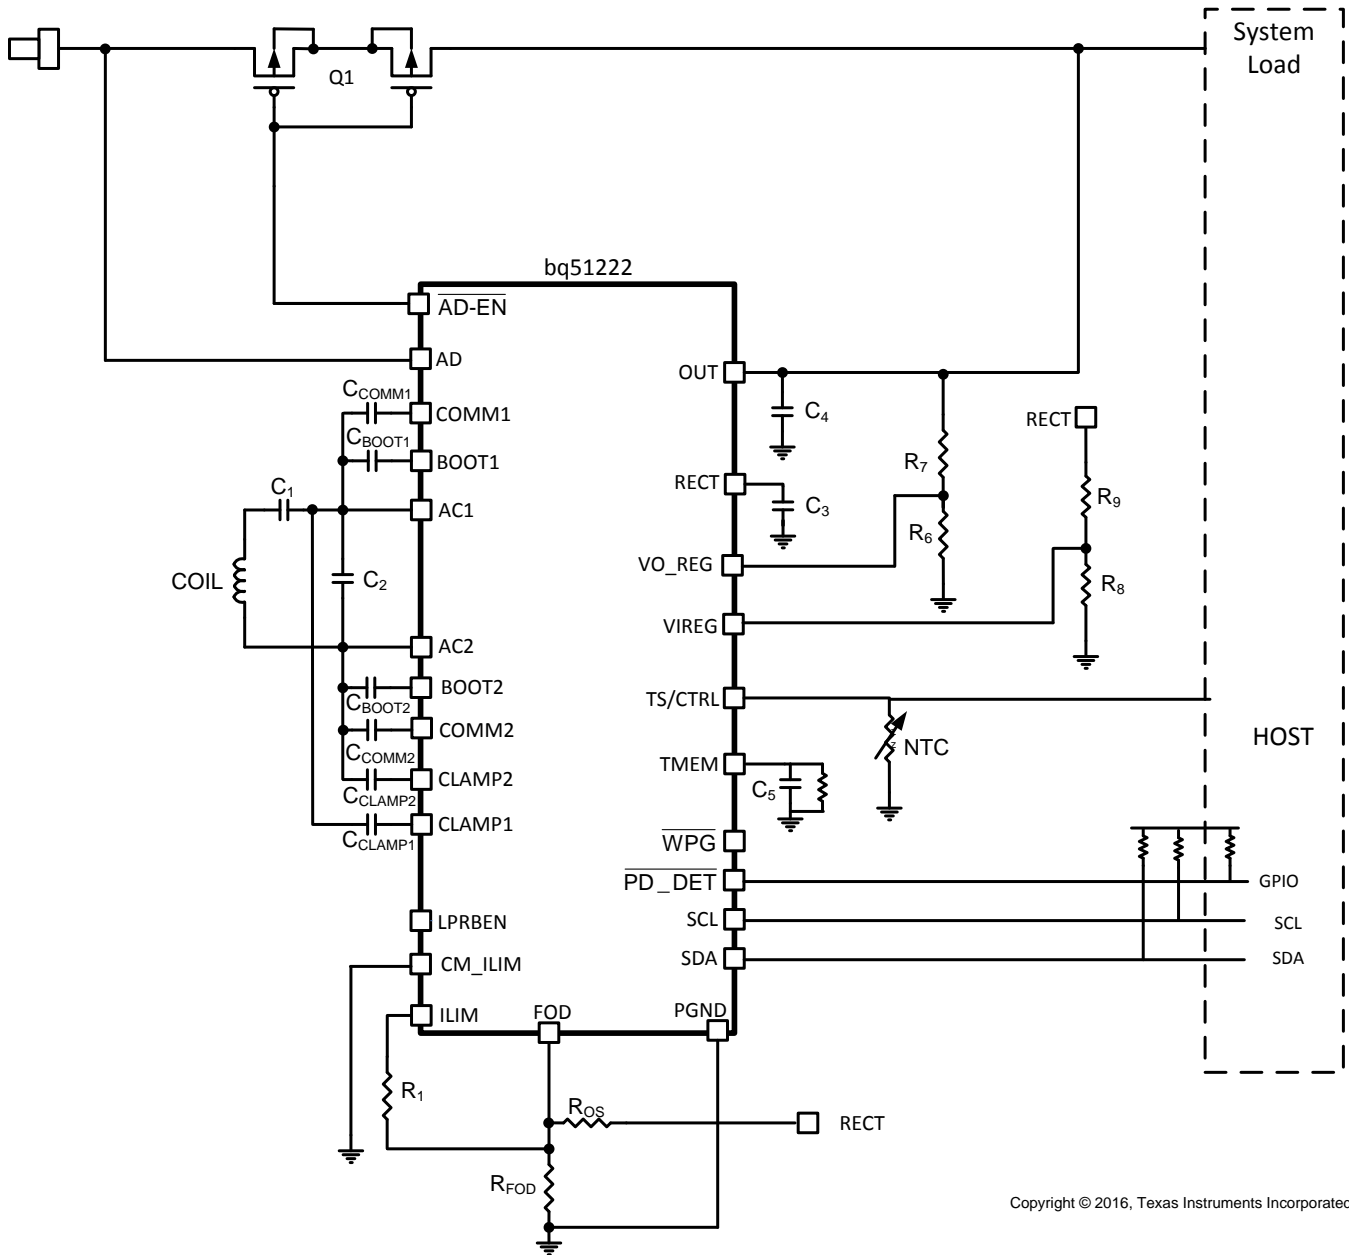 System
Load
Q1
bq51222
AD-EN
AD
OUT
CCOMM1
COMM1
C4
RECT
CBOOT1
BOOT1
R7
RECT
C1
AC1
C3
R9
R6
VO_REG
COIL
C2
R8
VIREG
AC2
BOOT2
TS/CTRL
CBOOT2
COMM2
NTC
HOST
CCOMM2
TMEM
CLAMP2
C5
CCLAMP2
CLAMP1
CCLAMP1
WPG
PD_DET
GPIO
LPRBEN
SCL
SCL
CM_ILIM
SDA
SDA
ILIM
FOD
PGND
R1
ROS
RECT
RFOD
Copyright © 2016, Texas Instruments Incorporated